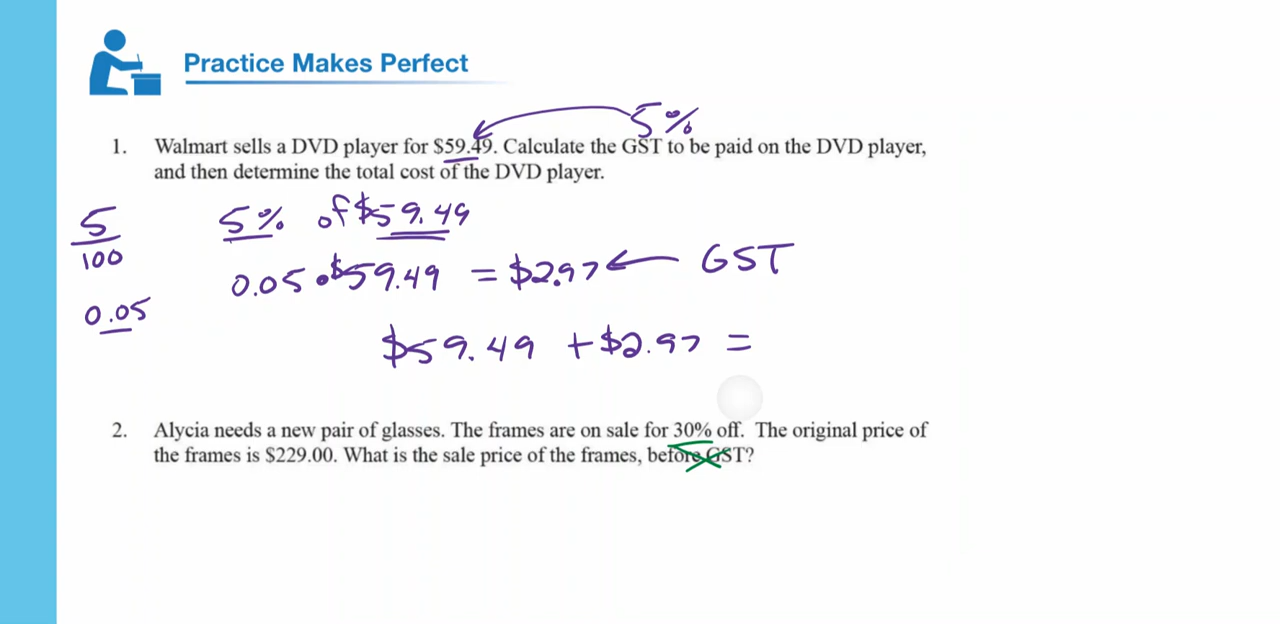 Practice Makes Perfect
5%
1. Walmart sells a DVD player for $59.49. Calculate the GST to be paid on the DVD player,
and then determine the total cost of the DVD player.
5/100 5% of $59.49
0.05 • $59.49 = $2.97 ← GST
0.05
$59.49 + $2.97 =
2. Alycia needs a new pair of glasses. The frames are on sale for 30% off. The original price of
the frames is $229.00. What is the sale price of the frames, before GST?